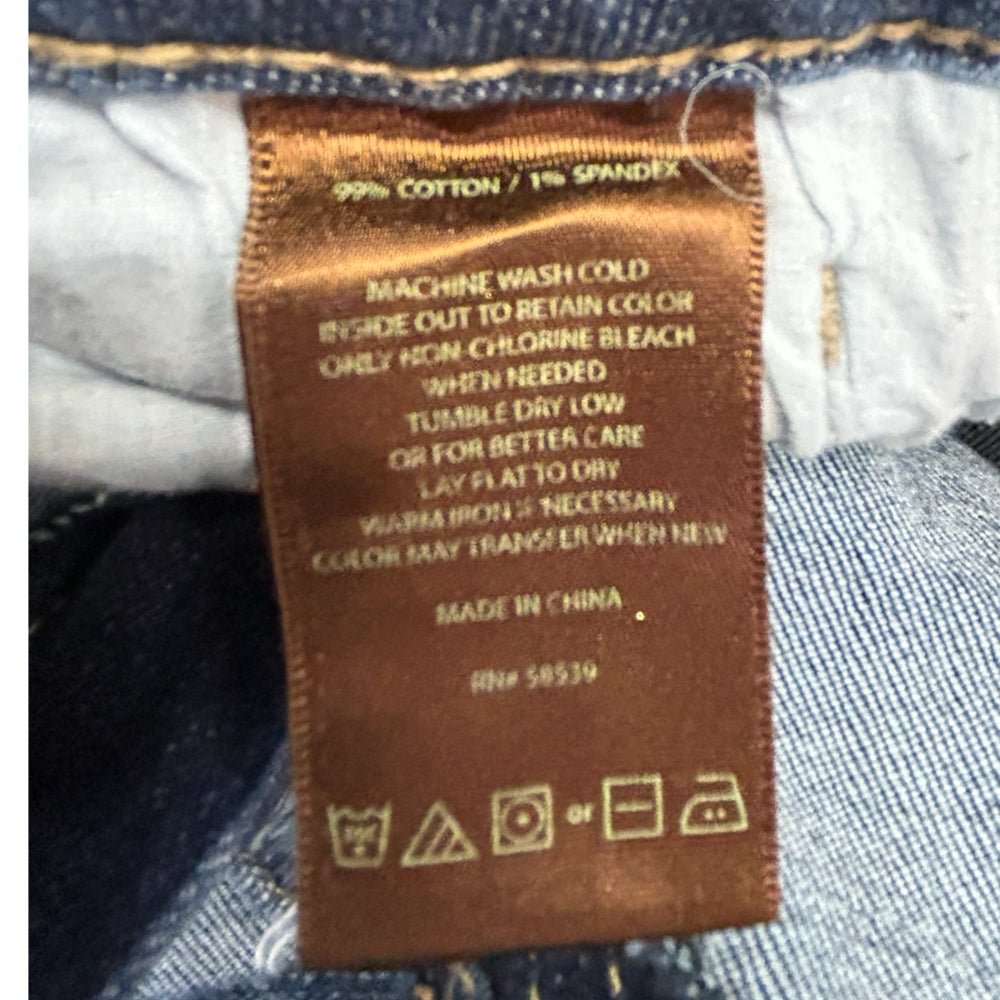 99% COTTON / 1% SPANDEX
MACHINE WASH COLD
INSIDE OUT TO RETAIN COLOR
ONLY NON-CHLORINE BLEACH
WHEN NEEDED
TUMBLE DRY LOW
OR FOR BETTER CARE
LAY FLAT TO DRY
WARM IRON IF NECESSARY
COLOR MAY TRANSFER WHEN NEW
MADE IN CHINA
RN# 58539
or